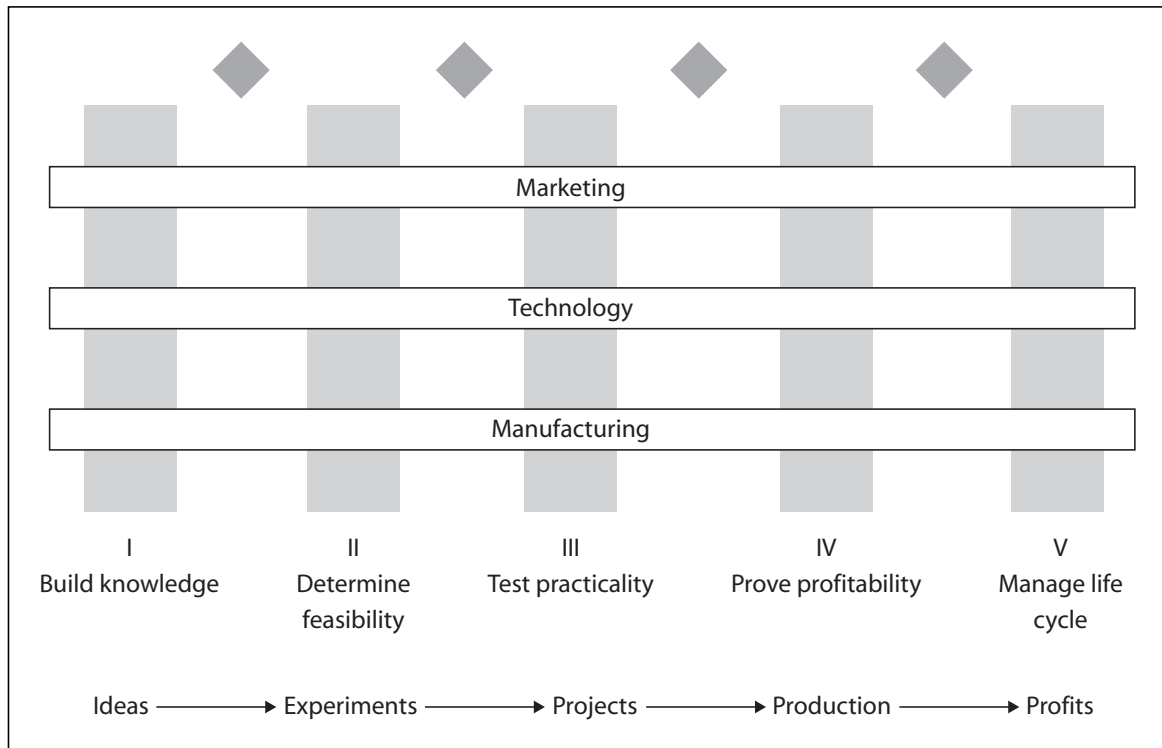 Marketing
Technology
Manufacturing
I
II
III
IV
V
Build knowledge
Determine
feasibility
Test practicality
Prove profitability
Manage life
cycle
Ideas
Experiments
Projects
Production
Profits